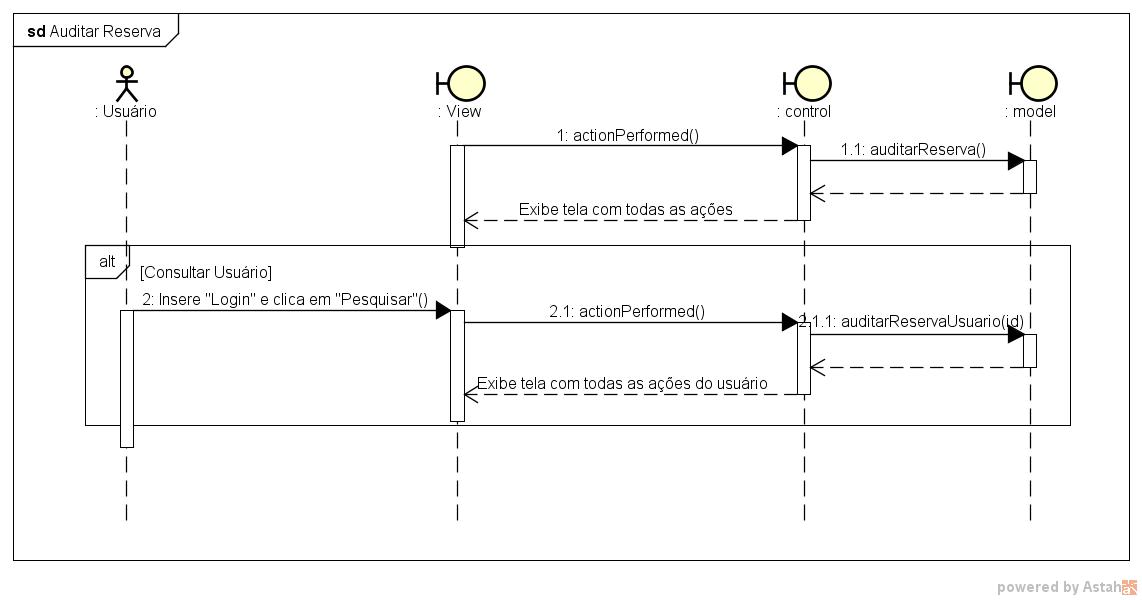 sd Auditar Reserva
: Usuário
: View
: control
: model
1: actionPerformed()
1.1: auditarReserva()
Exibe tela com todas as ações
alt
[Consultar Usuário]
2: Insere "Login" e clica em "Pesquisar"()
2.1: actionPerformed()
2.1.1: auditarReservaUsuario(id)
Exibe tela com todas as ações do usuário
powered by Astah